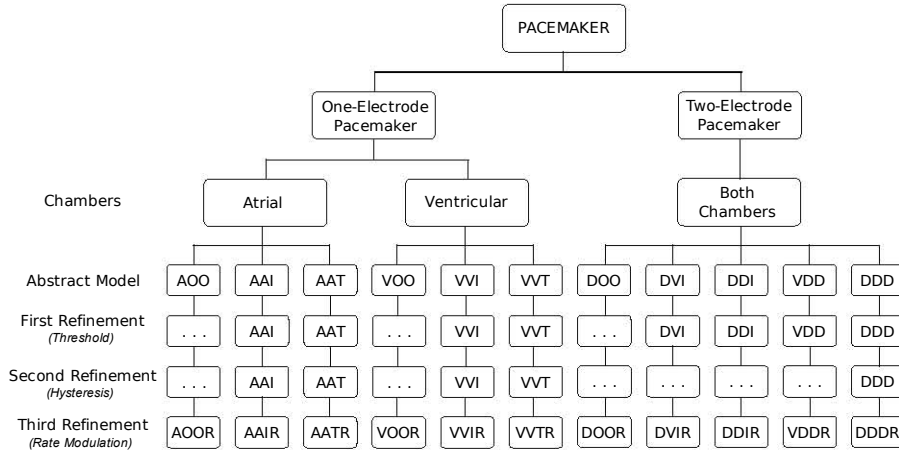 PACEMAKER
One-Electrode
Pacemaker
Two-Electrode
Pacemaker
Chambers
Atrial
Ventricular
Both
Chambers
Abstract Model
AOO AAI AAT VOO VVI VVT DOO DVI DDI VDD DDD
First Refinement
(Threshold)
. . . AAI AAT . . . VVI VVT . . . DVI DDI VDD DDD
Second Refinement
(Hysteresis)
. . . AAI AAT . . . VVI VVT . . . . . . . . . . . . DDD
Third Refinement
(Rate Modulation)
AOOR AAIR AATR VOOR VVIR VVTR DOOR DVIR DDIR VDDR DDDR